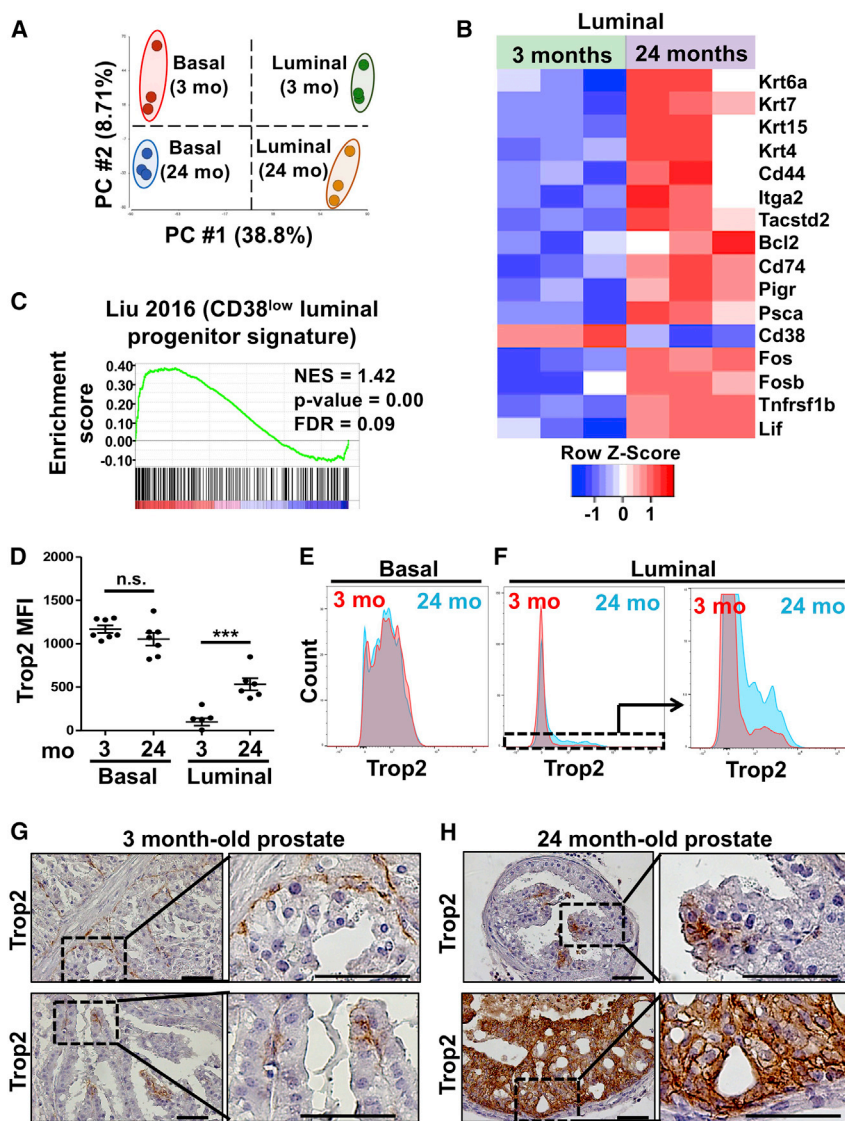 A
PC #2 (8.71%)
Basal
(3 mo)
Luminal
(3 mo)
Basal
(24 mo)
Luminal
(24 mo)
PC #1 (38.8%)
B
Luminal
3 months
24 months
Krt6a
Krt7
Krt15
Krt4
Cd44
Itga2
Tacstd2
Bcl2
Cd74
Pigr
Psca
Cd38
Fos
Fosb
Tnfrsf1b
Lif
Row Z-Score
-1 0 1
C
Liu 2016 (CD38low luminal
progenitor signature)
Enrichment
score
0.40
0.30
0.20
0.10
0.00
-0.10
NES = 1.42
p-value = 0.00
FDR = 0.09
D
Trop2 MFI
2000
1500
1000
500
0
n.s.
***
mo 3 24 3 24
Basal Luminal
E
Basal
3 mo 24 mo
Count
Trop2
F
Luminal
3 mo 24 mo
Trop2
3 mo 24 mo
Trop2
G
3 month-old prostate
Trop2
Trop2
H
24 month-old prostate
Trop2
Trop2